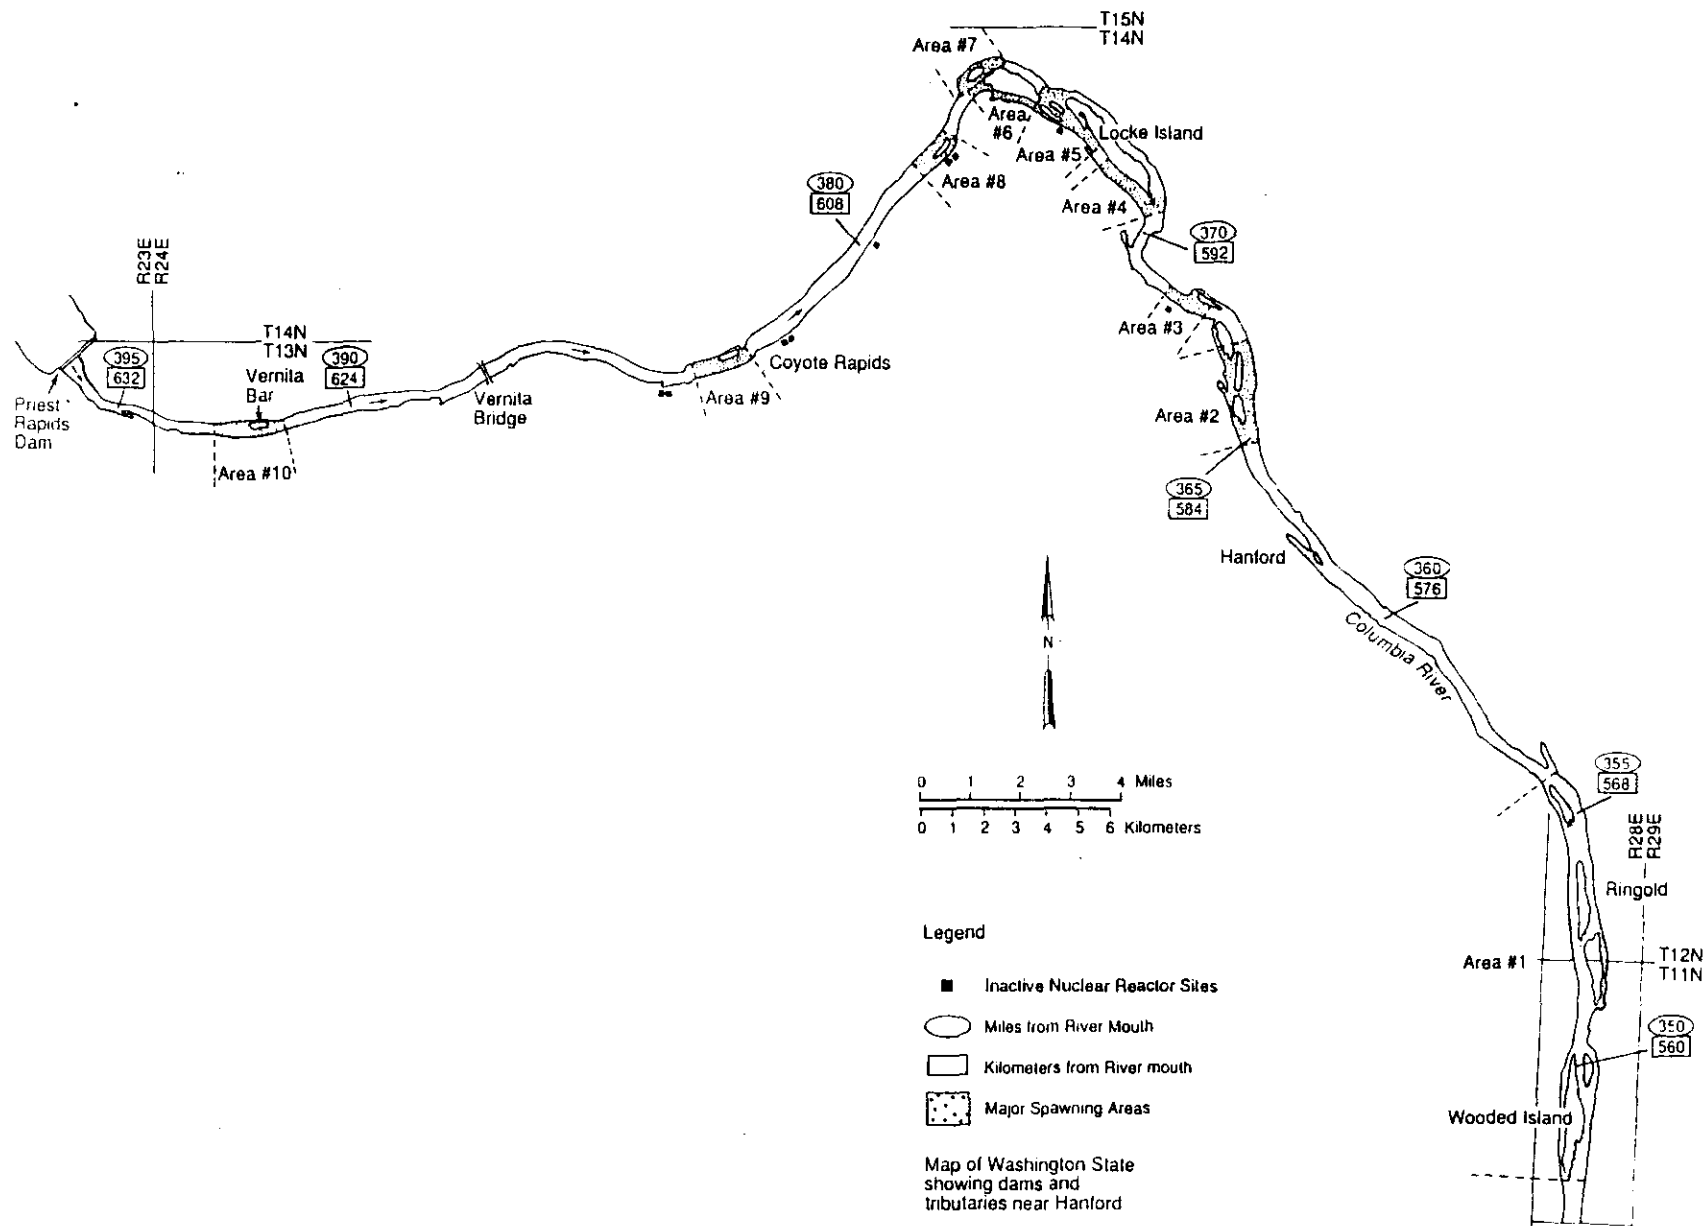 T15N
T14N
Area #7
Area
#6
Locke Island
Area #5
Area #8
Area #4
380
608
370
592
R23E
R24E
Area #3
T14N
T13N
395
632
390
624
Vernita
Bar
Coyote Rapids
Priest
Rapids
Dam
Vernita
Bridge
Area #9
Area #2
Area #10
365
584
Hanford
360
576
N
Columbia River
355
568
0 1 2 3 4 Miles
0 1 2 3 4 5 6 Kilometers
R28E
R29E
Ringold
Legend
Area #1
T12N
T11N
Inactive Nuclear Reactor Sites
Miles from River Mouth
350
560
Kilometers from River mouth
Major Spawning Areas
Wooded Island
Map of Washington State
showing dams and
tributaries near Hanford